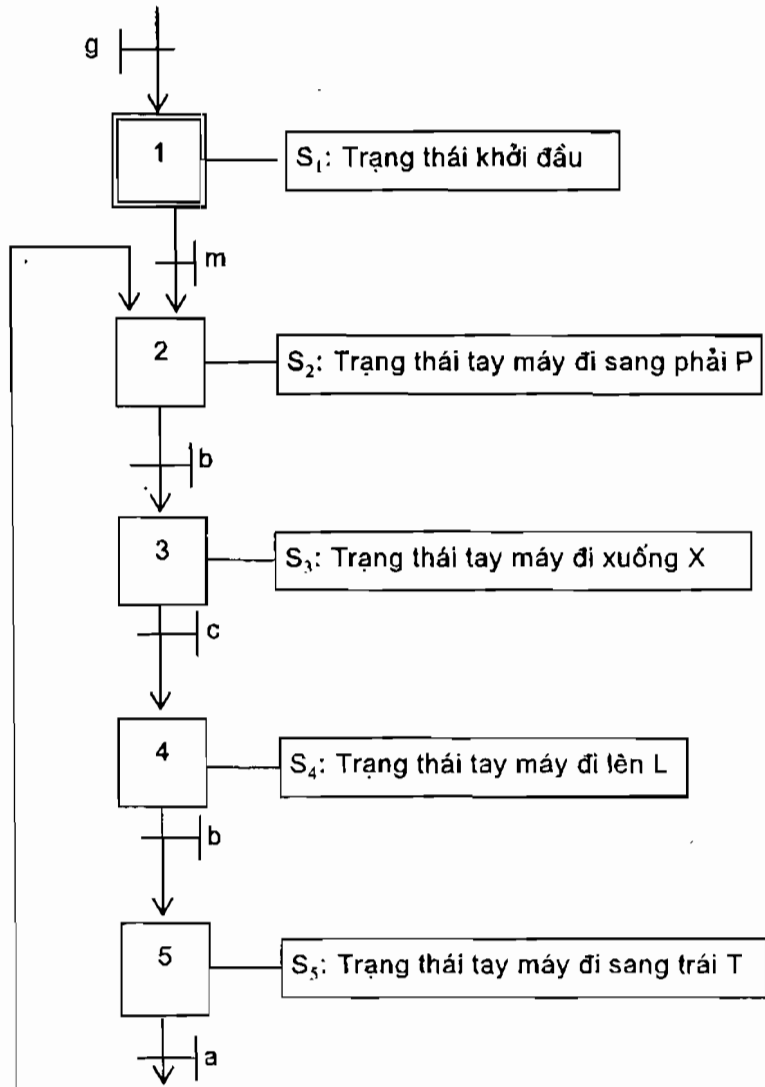 g
1
S₁: Trạng thái khởi đầu
m
2
S₂: Trạng thái tay máy đi sang phải P
b
3
S₃: Trạng thái tay máy đi xuống X
c
4
S₄: Trạng thái tay máy đi lên L
b
5
S₅: Trạng thái tay máy đi sang trái T
a